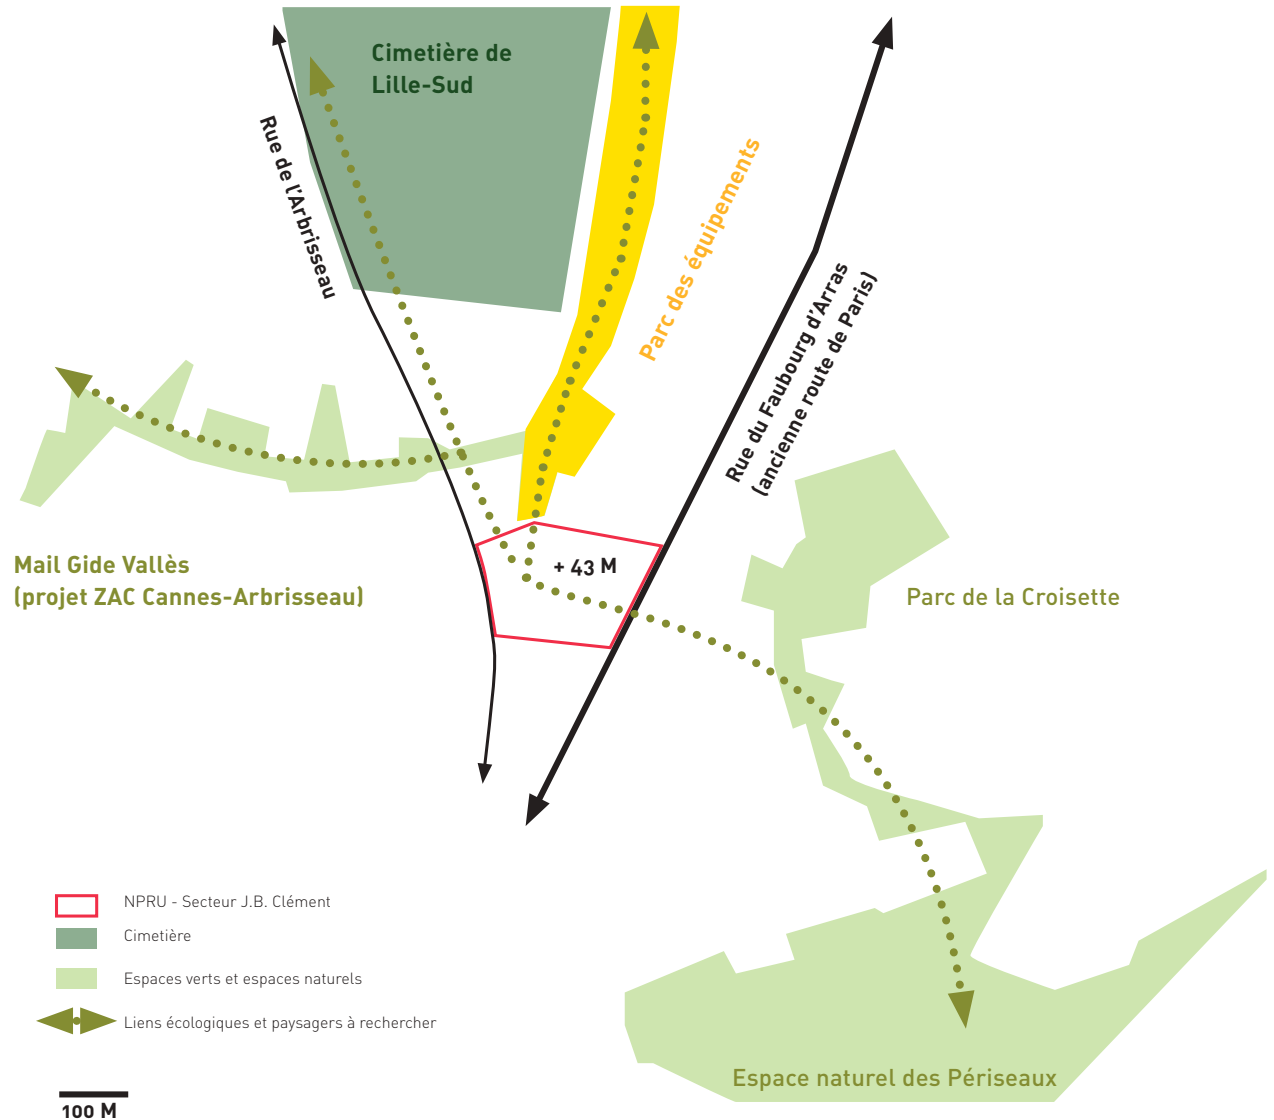 Cimetière de
Lille-Sud
Rue de l'Arbrisseau
Parc des équipements
Rue du Faubourg d'Arras
(ancienne route de Paris)
Mail Gide Vallès
(projet ZAC Cannes-Arbrisseau)
+ 43 M
Parc de la Croisette
NPRU - Secteur J.B. Clément
Cimetière
Espaces verts et espaces naturels
Liens écologiques et paysagers à rechercher
Espace naturel des Périseaux
100 M